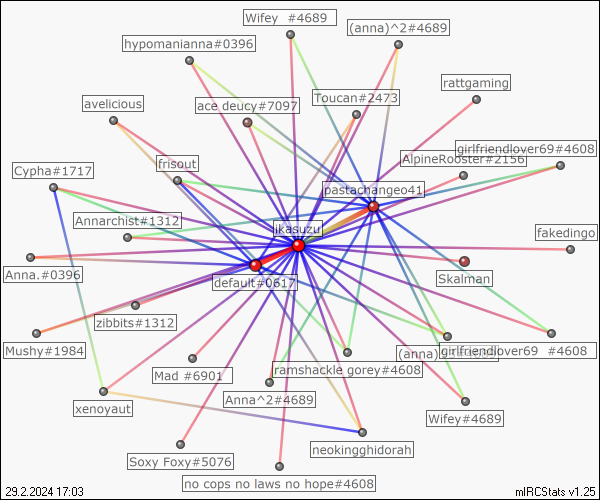 Wifey  #4689
(anna)^2#4689
hypomanianna#0396
rattgaming
Toucan#2473
avelicious
ace deucy#7097
girlfriendlover69#4608
AlpineRooster#2156
frisout
Cypha#1717
pastachangeo41
Annarchist#1312
ikasuzu
fakedingo
Anna.#0396
Skalman
default#0617
zibbits#1312
Mushy#1984
girlfriendlover69  #4608
(anna)
ramshackle gorey#4608
Mad #6901
Anna^2#4689
xenoyaut
Wifey#4689
neokingghidorah
Soxy Foxy#5076
no cops no laws no hope#4608
29.2.2024 17:03
mIRCStats v1.25